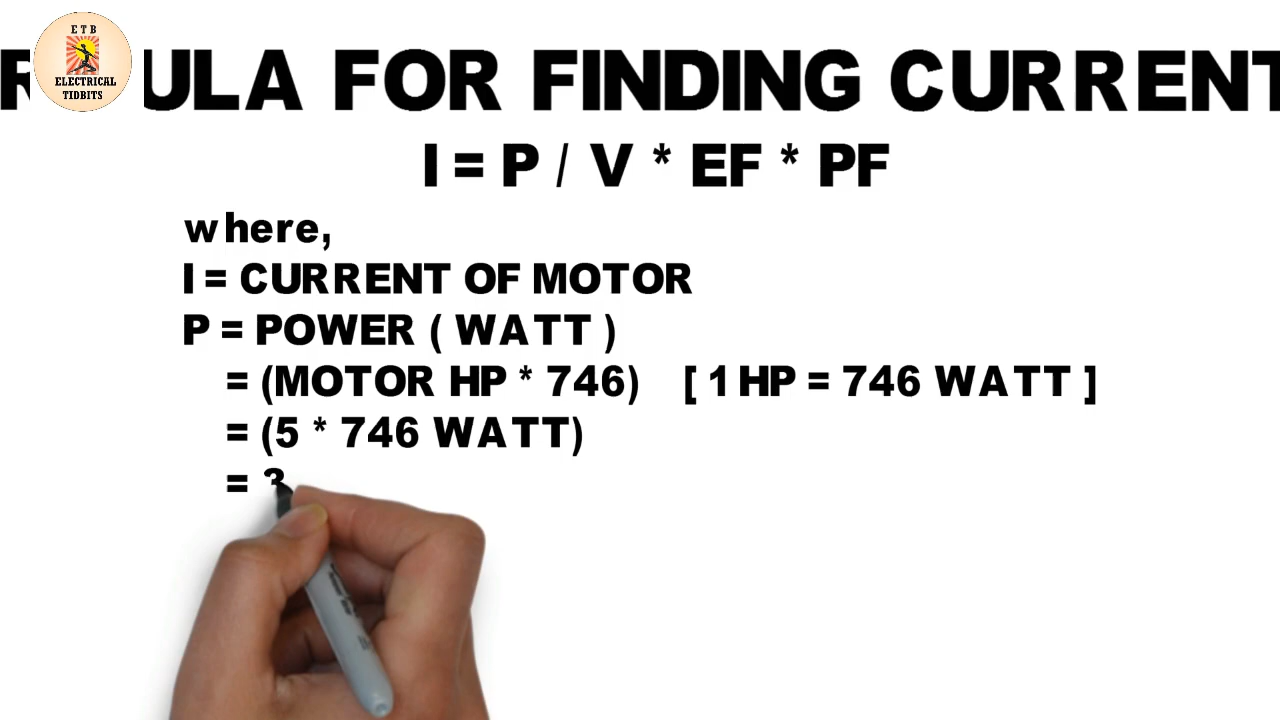 E T B
ELECTRICAL
TIDBITS
ULA FOR FINDING CURRENT
I = P / V * EF * PF
where,
I = CURRENT OF MOTOR
P = POWER ( WATT )
= (MOTOR HP * 746) [ 1 HP = 746 WATT ]
= (5 * 746 WATT)
= 3